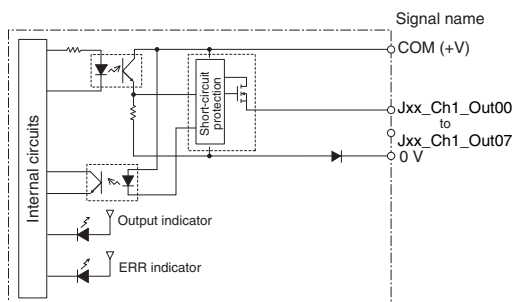 Signal name
COM (+V)
Jxx_Ch1_Out00
to
Jxx_Ch1_Out07
0 V
Internal circuits
Short-circuit
protection
Output indicator
ERR indicator